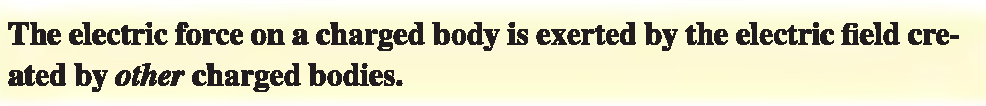 The electric force on a charged body is exerted by the electric field cre-
ated by other charged bodies.